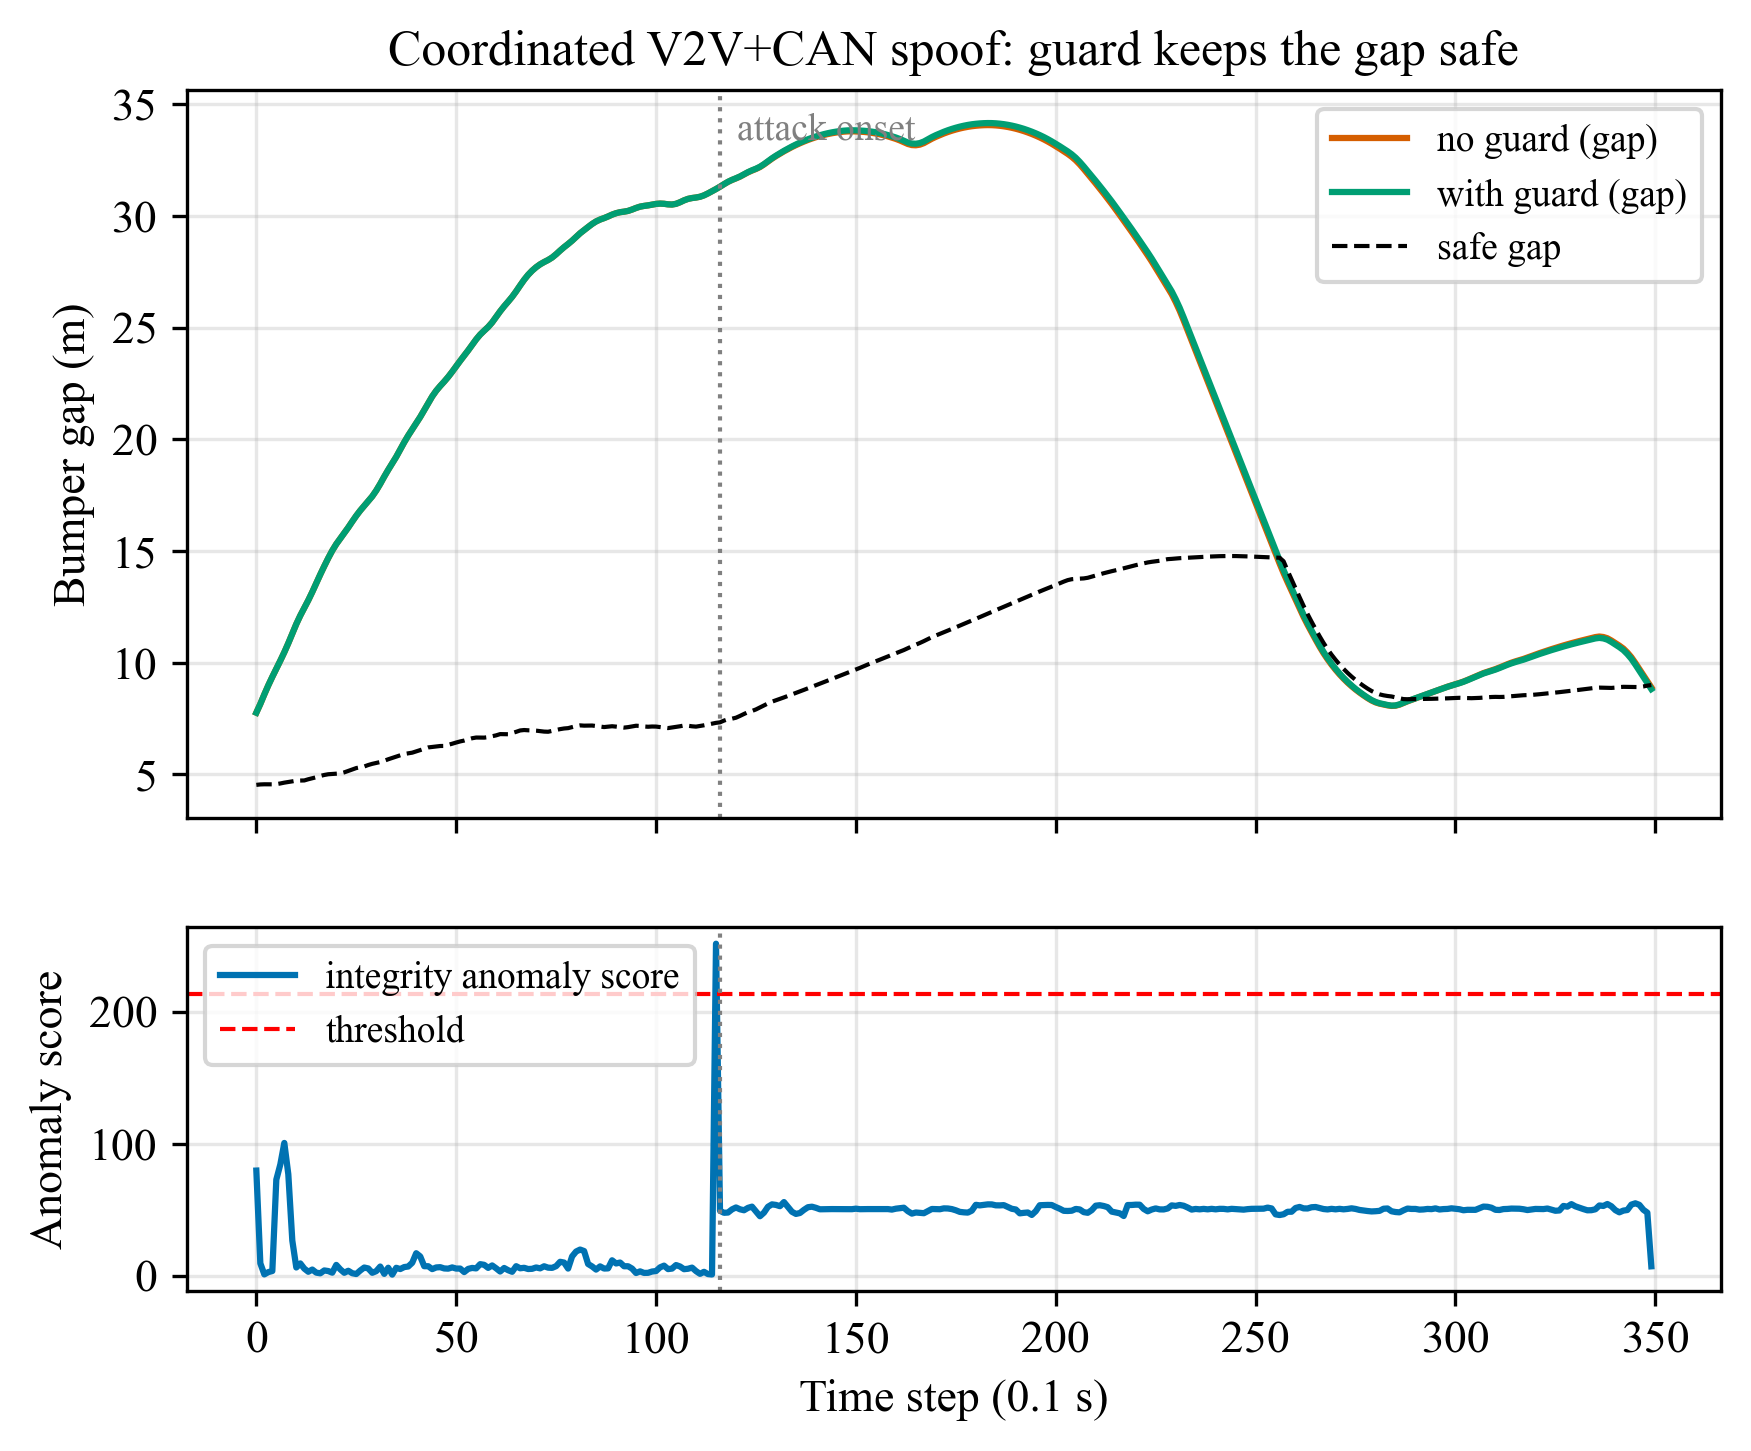 Coordinated V2V+CAN spoof: guard keeps the gap safe
35
30
25
20
15
10
5
Bumper gap (m)
attack onset
no guard (gap)
with guard (gap)
safe gap
200
100
0
Anomaly score
integrity anomaly score
threshold
0 50 100 150 200 250 300 350
Time step (0.1 s)